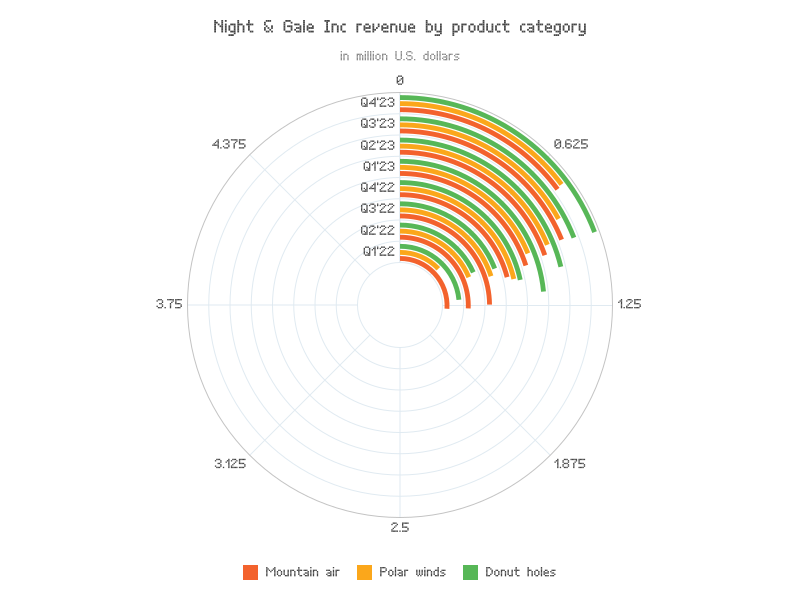 Night & Gale Inc revenue by product category
in million U.S. dollars
0
0.625
1.25
1.875
2.5
3.125
3.75
4.375
Q4'23
Q3'23
Q2'23
Q1'23
Q4'22
Q3'22
Q2'22
Q1'22
Mountain air
Polar winds
Donut holes